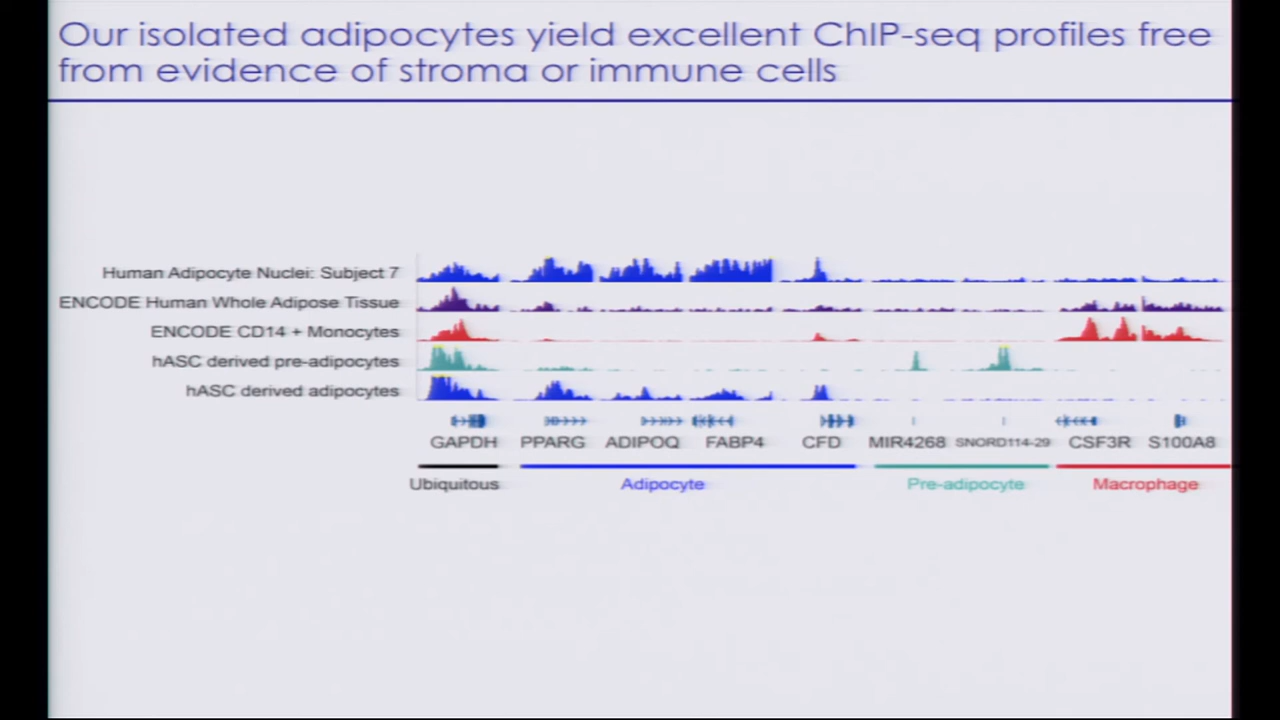 Our isolated adipocytes yield excellent ChIP-seq profiles free
from evidence of stroma or immune cells
Human Adipocyte Nuclei: Subject 7
ENCODE Human Whole Adipose Tissue
ENCODE CD14 + Monocytes
hASC derived pre-adipocytes
hASC derived adipocytes
GAPDH PPARG ADIPOQ FABP4 CFD MIR4268 SNORD114-29 CSF3R S100A8
Ubiquitous Adipocyte Pre-adipocyte Macrophage